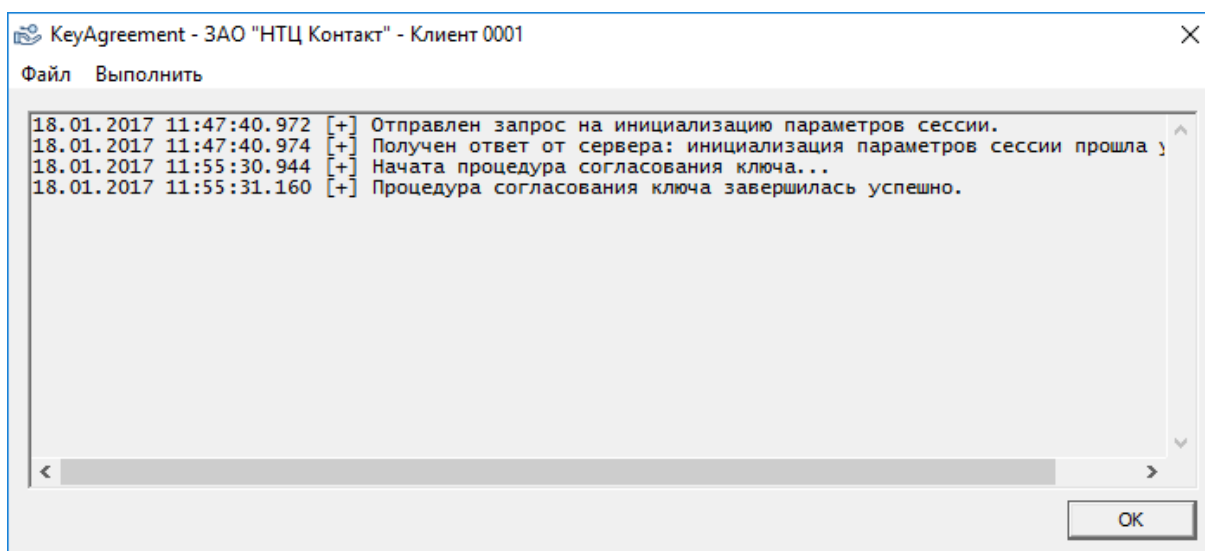 KeyAgreement - ЗАО "НТЦ Контакт" - Клиент 0001
Файл Выполнить
18.01.2017 11:47:40.972 [+] Отправлен запрос на инициализацию параметров сессии.
18.01.2017 11:47:40.974 [+] Получен ответ от сервера: инициализация параметров сессии прошла
18.01.2017 11:55:30.944 [+] Начата процедура согласования ключа...
18.01.2017 11:55:31.160 [+] Процедура согласования ключа завершилась успешно.
OK